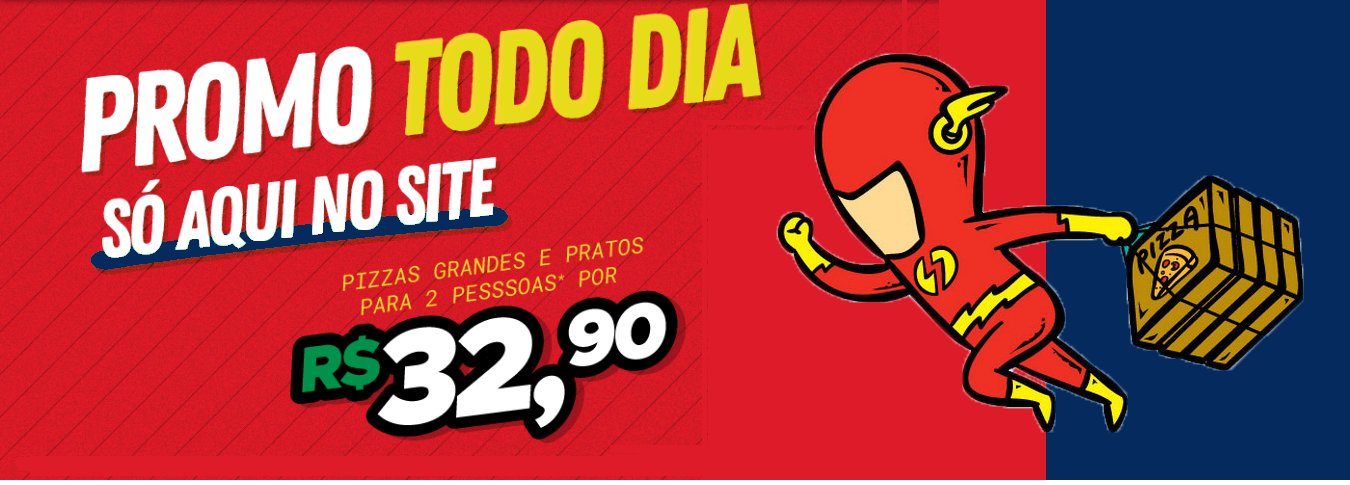 PROMO TODO DIA
SÓ AQUI NO SITE
PIZZAS GRANDES E PRATOS
PARA 2 PESSSOAS* POR
R$32,90
PIZZA